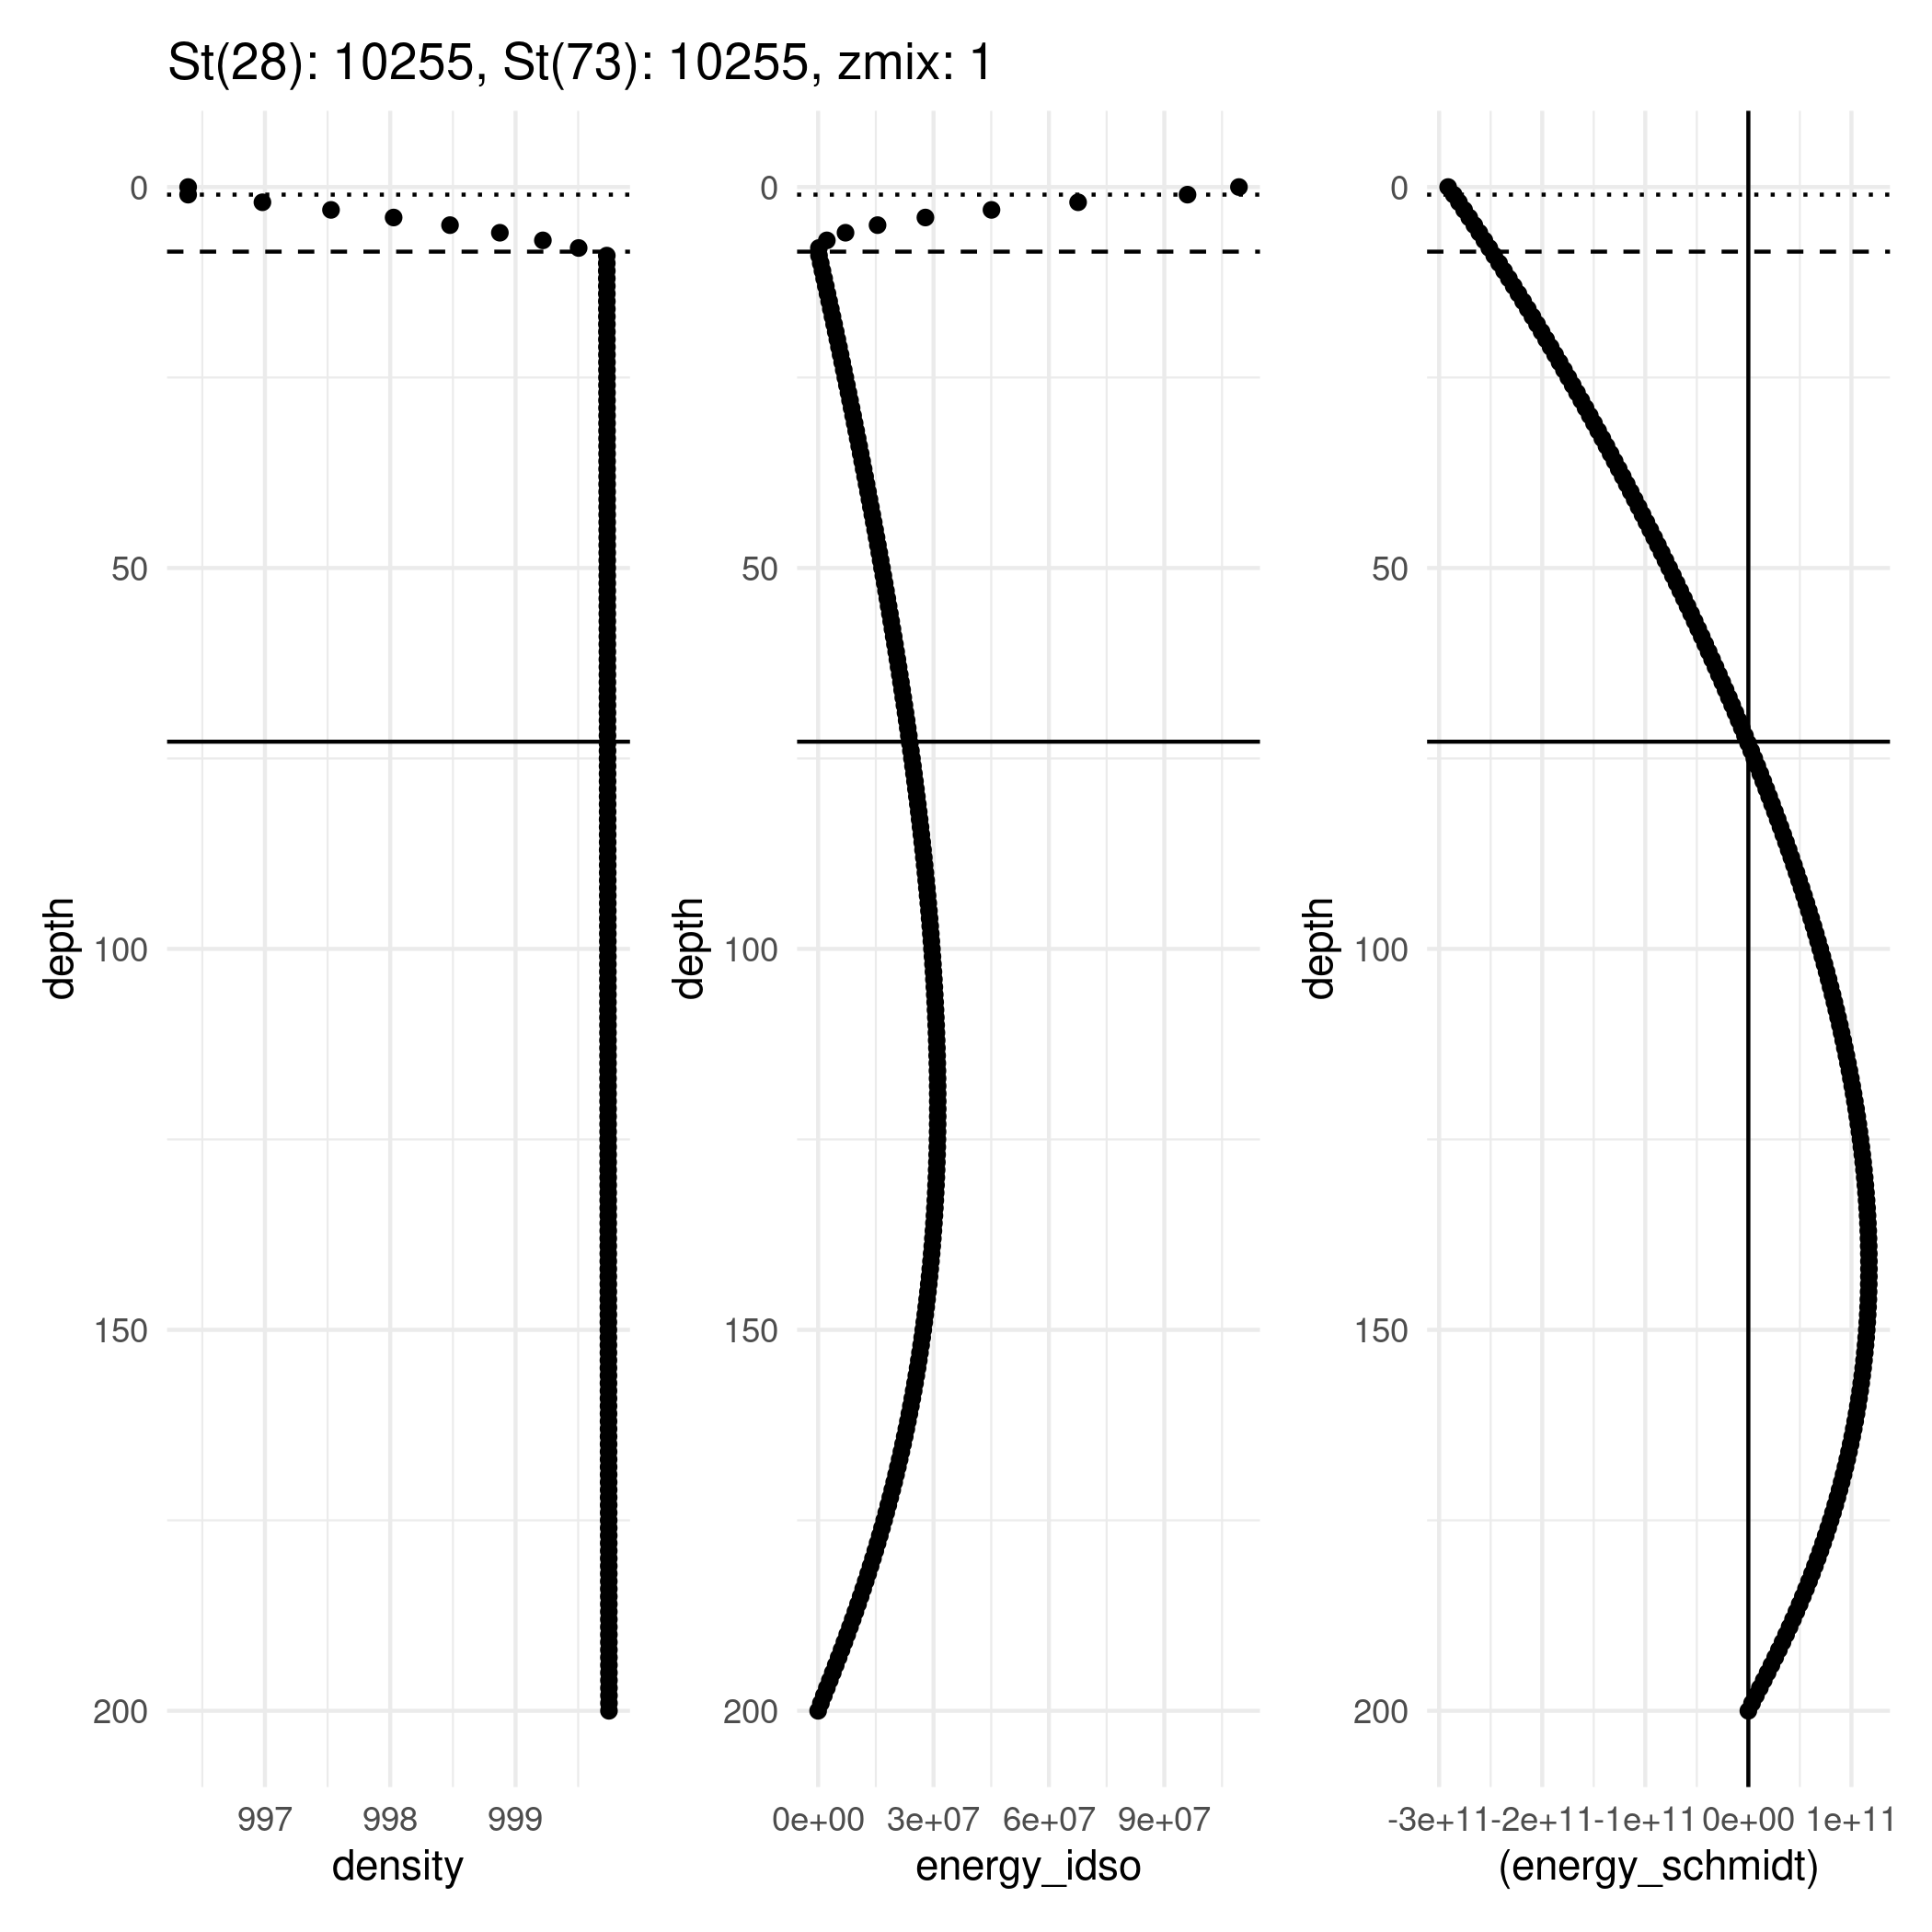 St(28): 10255, St(73): 10255, zmix: 1
depth
0
50
100
150
200
997 998 999
density
depth
0
50
100
150
200
0e+00 3e+07 6e+07 9e+07
energy_idso
depth
0
50
100
150
200
-3e+11 -2e+11 -1e+11 0e+00 1e+11
(energy_schmidt)